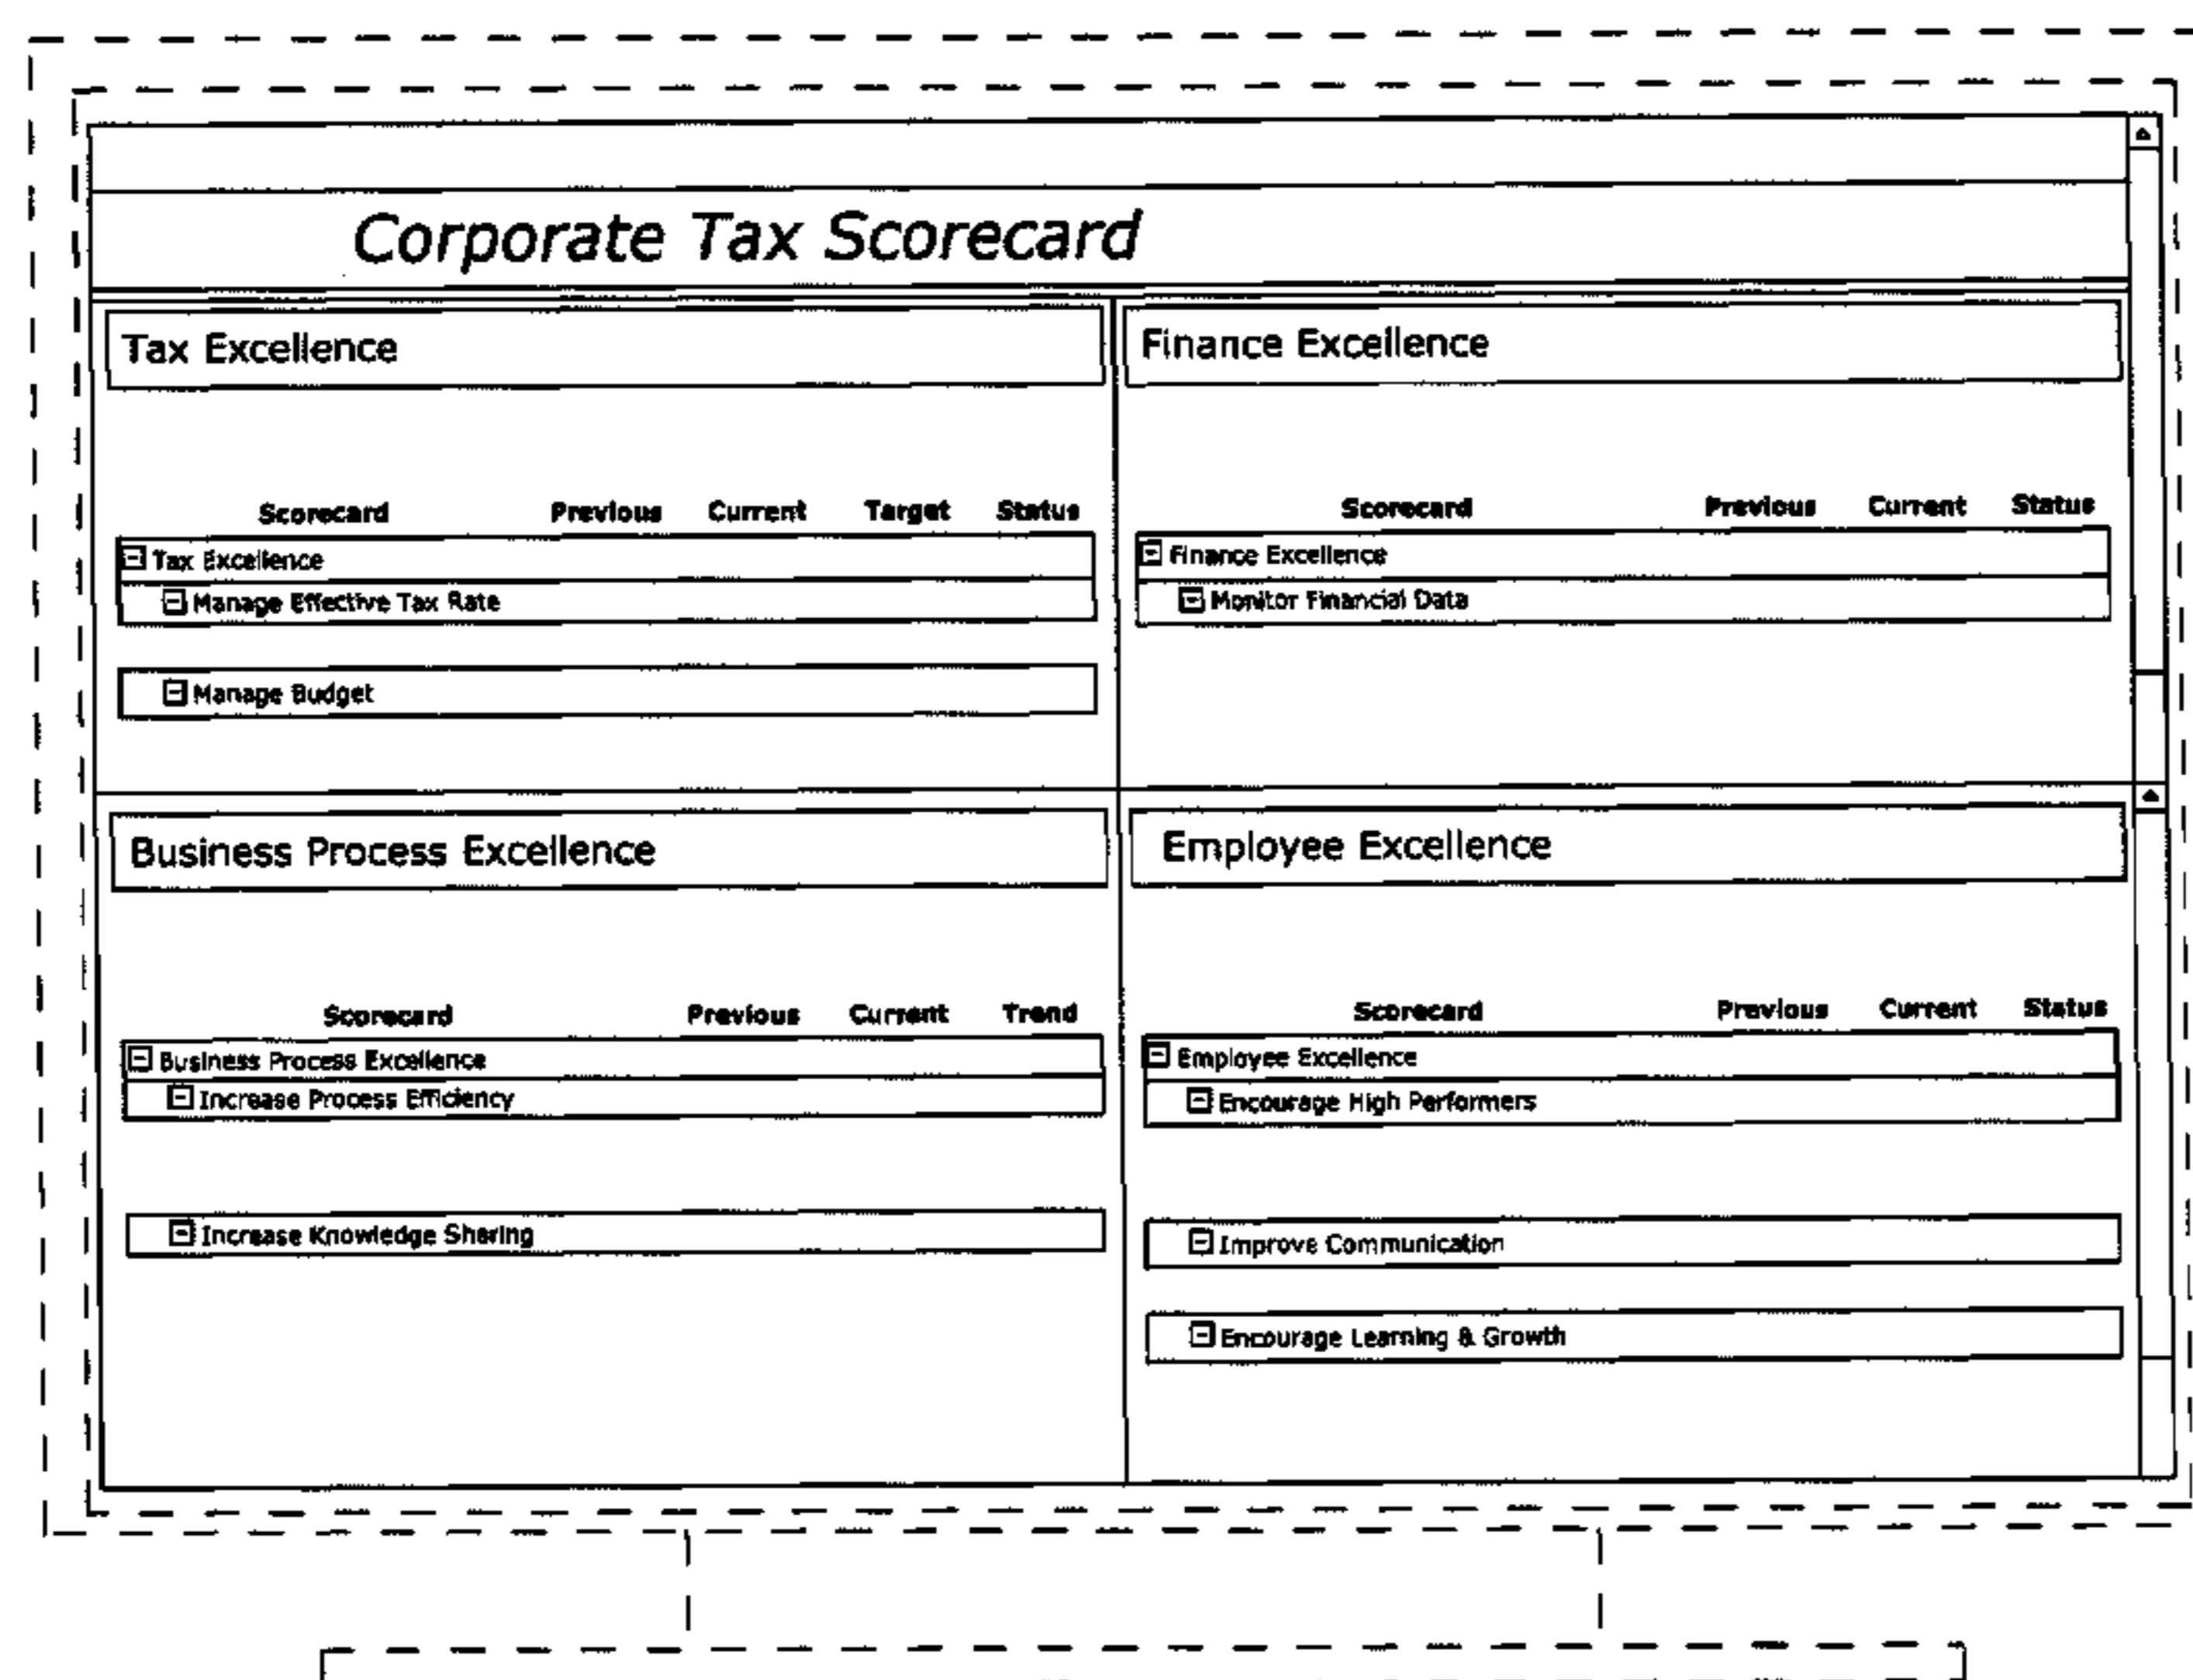 Corporate Tax Scorecard
Tax Excellence
Scorecard Previous Current Target Status
Tax Excellence
Manage Effective Tax Rate
Manage Budget
Finance Excellence
Scorecard Previous Current Status
Finance Excellence
Monitor Financial Data
Business Process Excellence
Scorecard Previous Current Trend
Business Process Excellence
Increase Process Efficiency
Increase Knowledge Sharing
Employee Excellence
Scorecard Previous Current Status
Employee Excellence
Encourage High Performers
Improve Communication
Encourage Learning & Growth